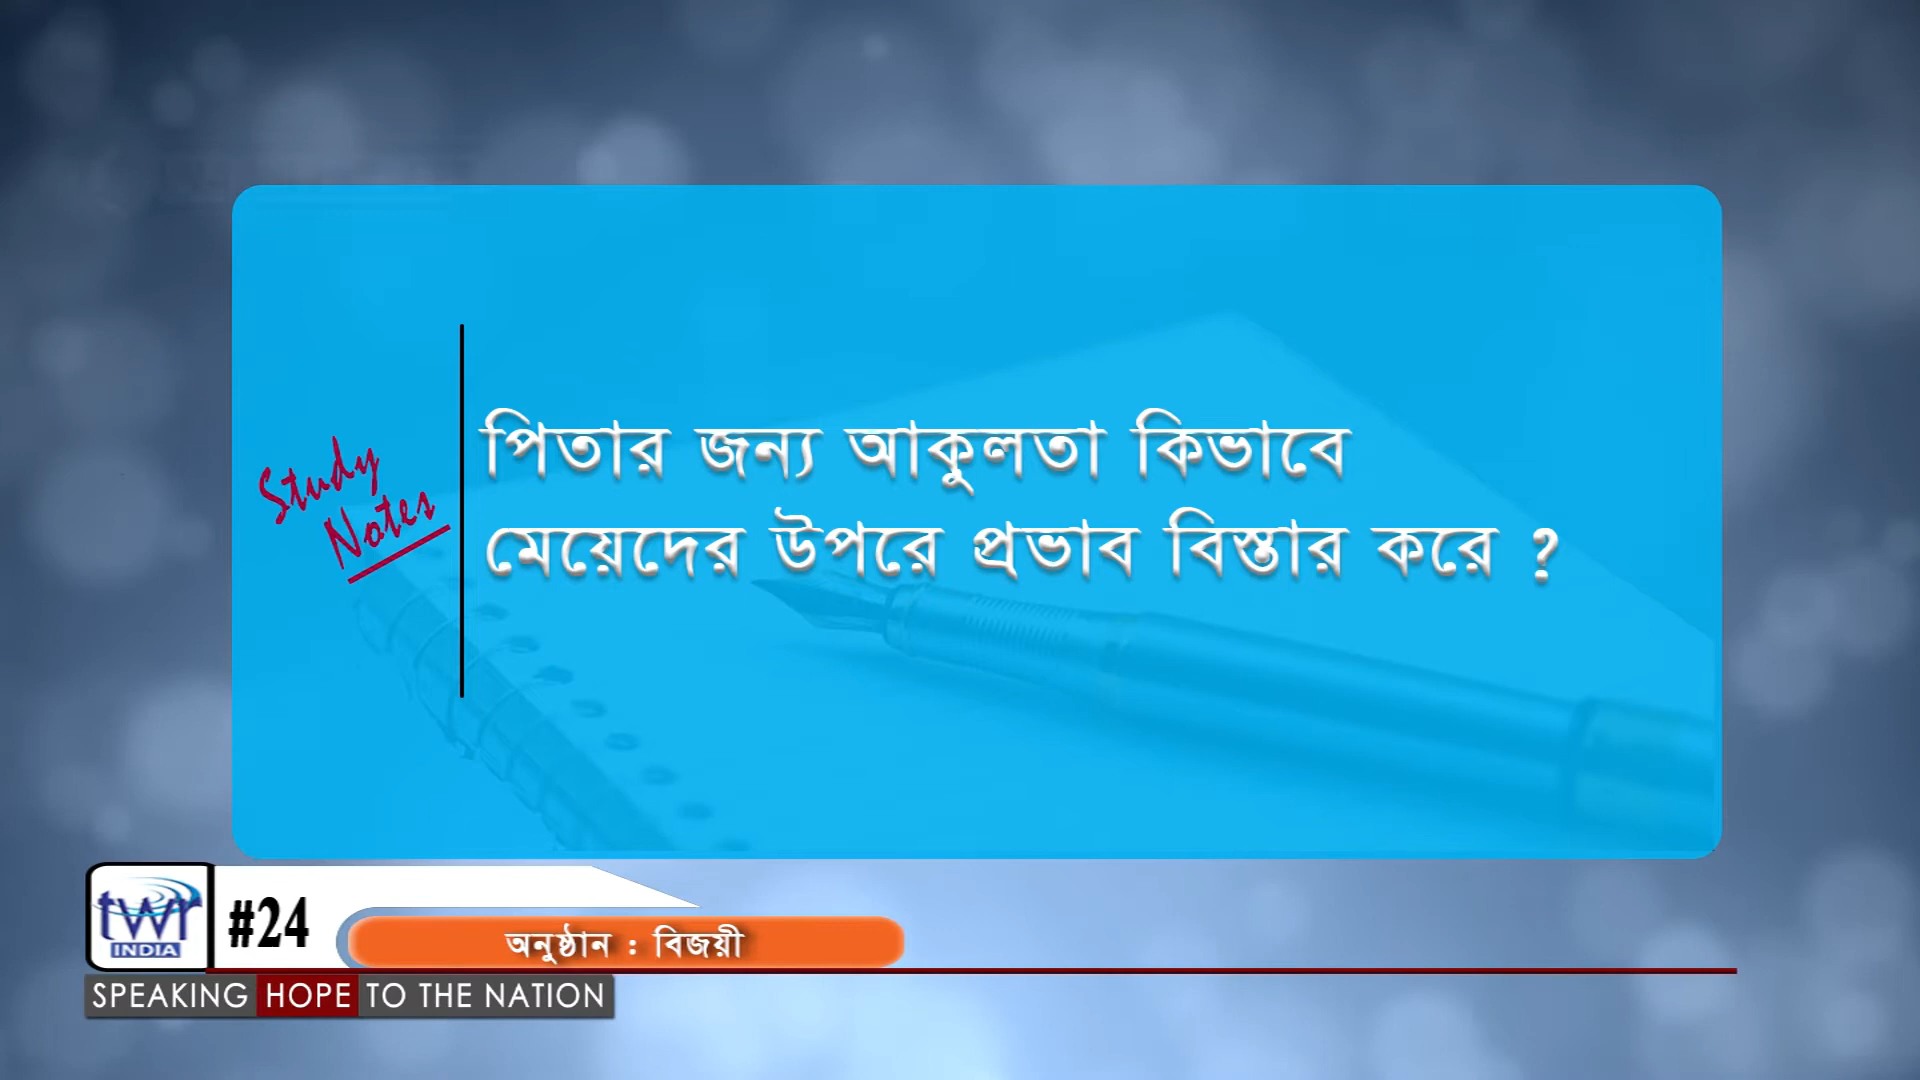 Study
Notes
পিতার জন্য আকুলতা কিভাবে
মেয়েদের উপরে প্রভাব বিস্তার করে ?
twr
INDIA
#24
অনুষ্ঠান : বিজয়ী
SPEAKING HOPE TO THE NATION